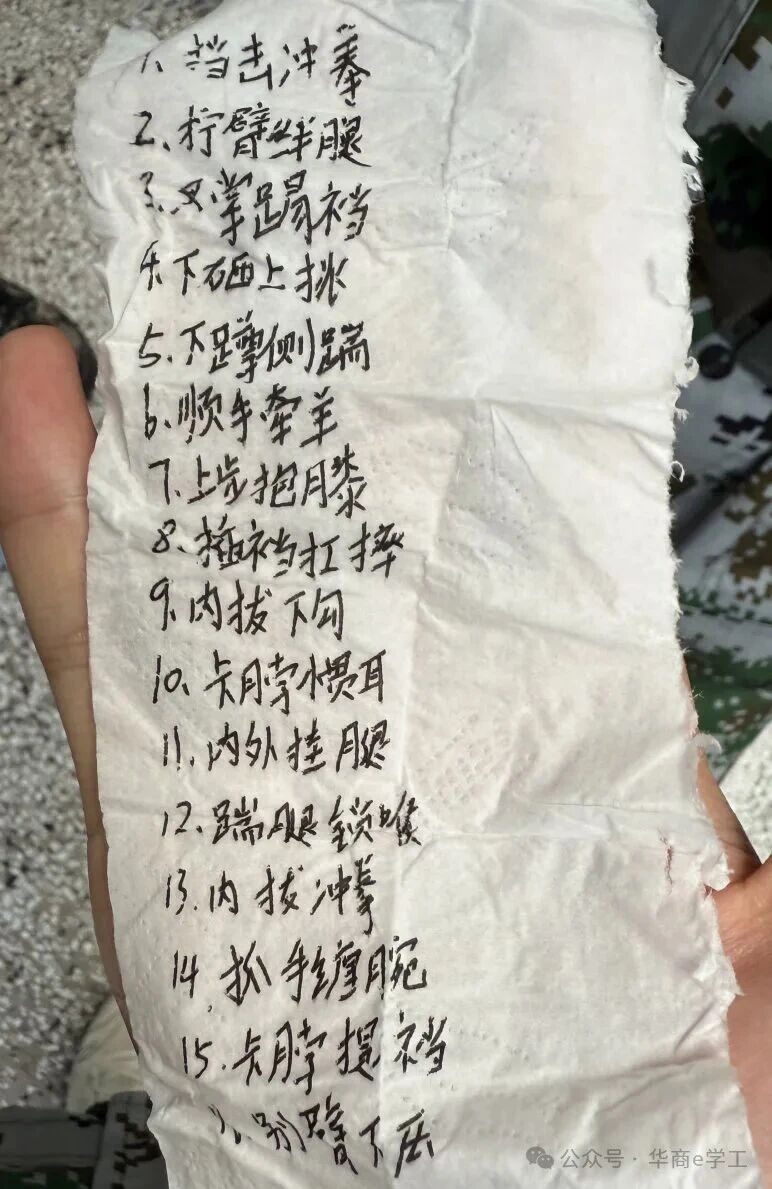 1、挡击冲拳
2、拧臂绊腿
3、叉掌踢裆
4、下砸上挑
5、下蹲侧踹
6、顺手牵羊
7、上步抱膝
8、插裆扛摔
9、内拨下勾
10、卡脖惯耳
11、内外挂腿
12、踹腿锁喉
13、内拨冲拳
14、抓手缠腕
15、卡脖提裆
别臂下压
公众号·华商e学工